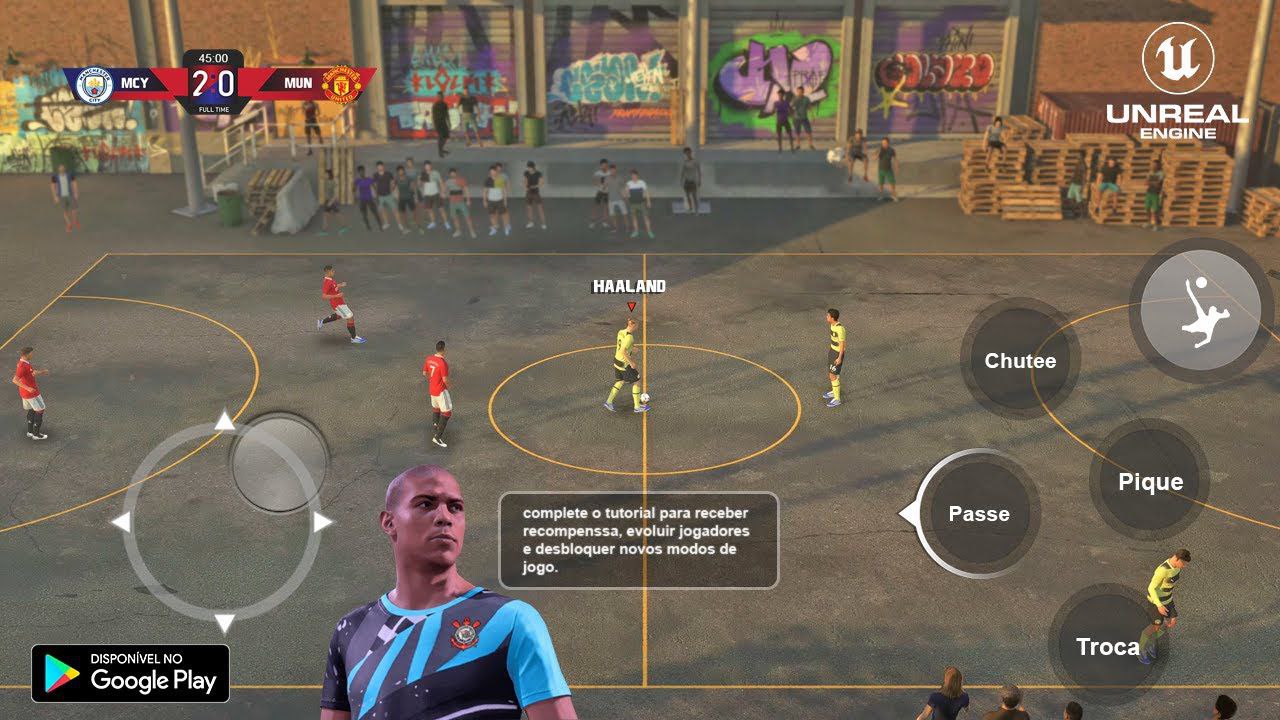 45:00
MCY 2:0 MUN
FULL TIME
UNREAL
ENGINE
HAALAND
Chutee
Pique
Passe
complete o tutorial para receber
recompenssa, evoluir jogadores
e desbloquer novos modos de
jogo.
Troca
DISPONÍVEL NO
Google Play